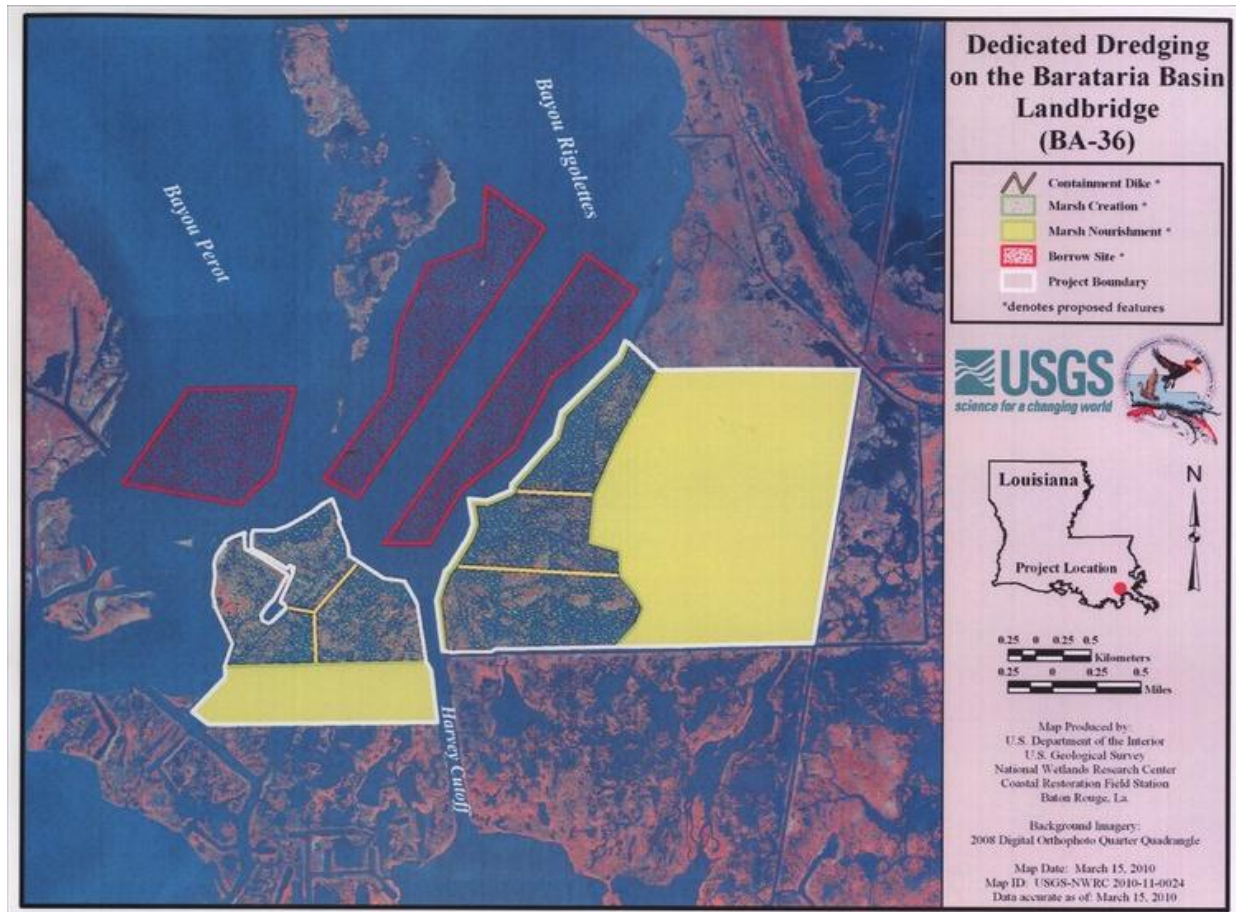 Dedicated Dredging
on the Barataria Basin
Landbridge
(BA-36)
Containment Dike *
Marsh Creation *
Marsh Nourishment *
Borrow Site *
Project Boundary
*denotes proposed features
USGS
science for a changing world
N
Louisiana
Project Location
0.25 0 0.25 0.5
Kilometers
0.25 0 0.25 0.5
Miles
Map Produced by:
U.S. Department of the Interior
U.S. Geological Survey
National Wetlands Research Center
Coastal Restoration Field Station
Baton Rouge, La.
Background Imagery:
2008 Digital Orthophoto Quarter Quadrangle
Map Date: March 15, 2010
Map ID: USGS-NWRC 2010-11-0024
Data accurate as of: March 15, 2010
Bayou Perot
Bayou Rigolettes
Harvey Cutoff